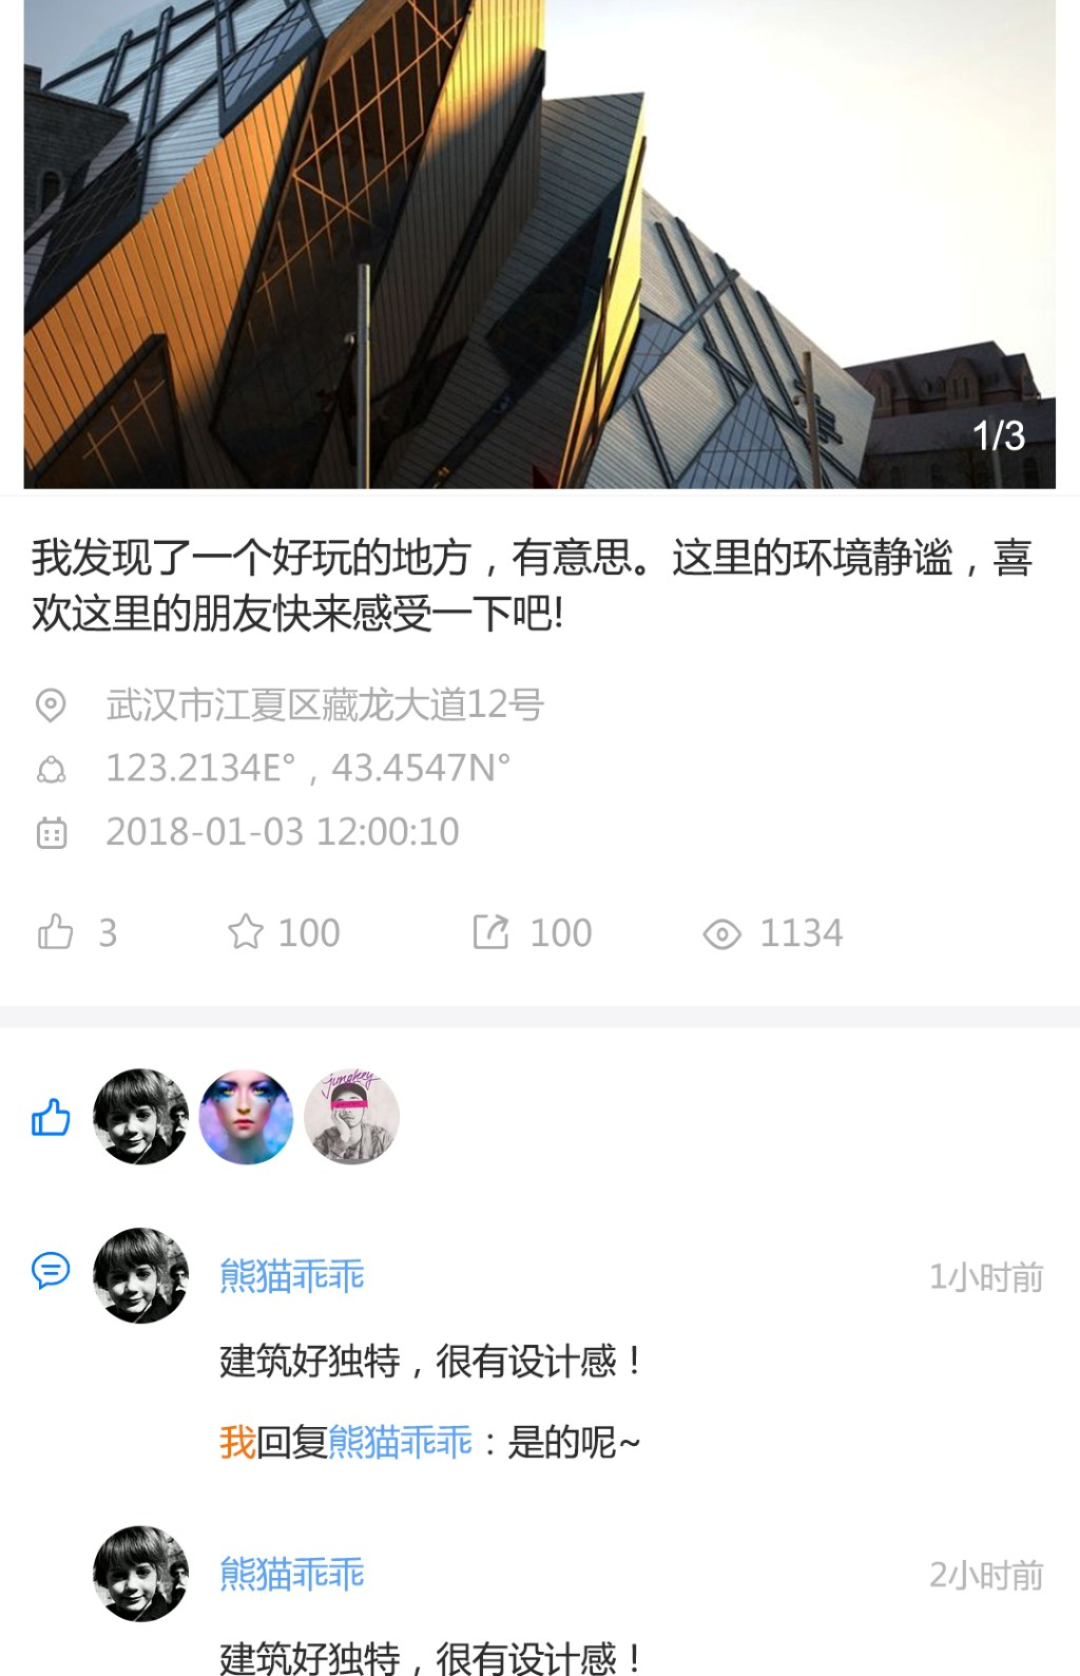 1/3
我发现了一个好玩的地方，有意思。这里的环境静谧，喜
欢这里的朋友快来感受一下吧!
武汉市江夏区藏龙大道12号
123.2134E°，43.4547N°
2018-01-03 12:00:10
3 100 100 1134
熊猫乖乖 1小时前
建筑好独特，很有设计感！
我回复熊猫乖乖：是的呢~
熊猫乖乖 2小时前
建筑好独特，很有设计感！